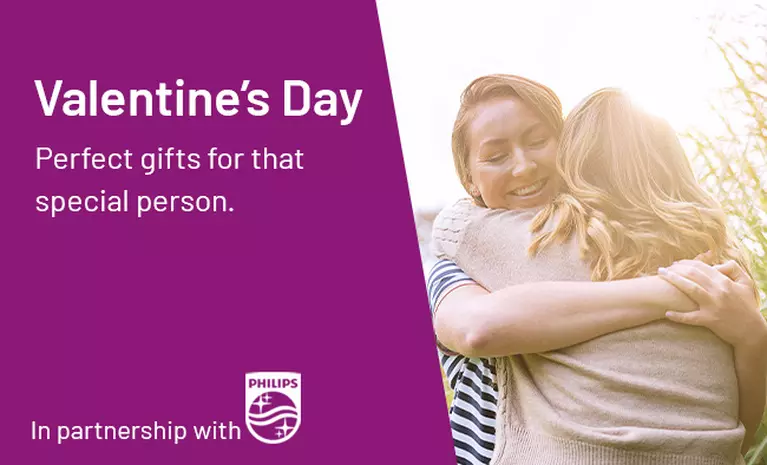 Valentine’s Day
Perfect gifts for that
special person.
PHILIPS
In partnership with